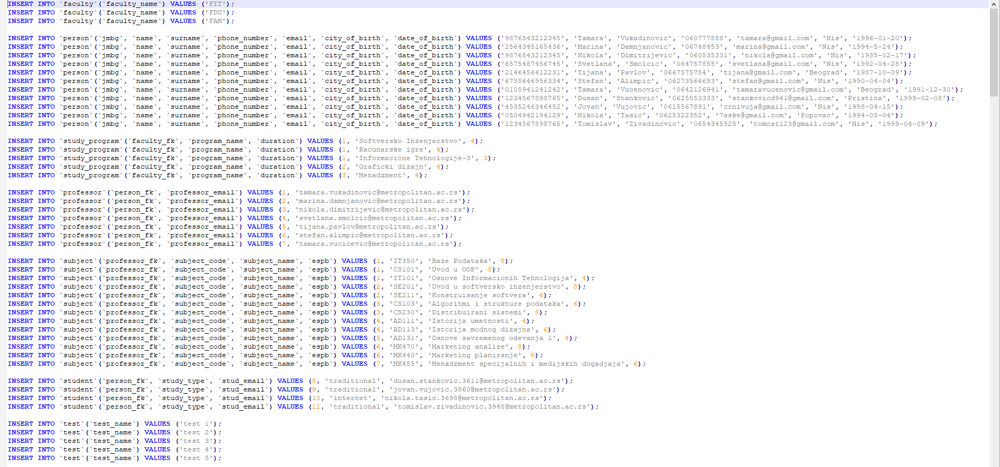 INSERT INTO `faculty`(`faculty_name`) VALUES ('FIT');
INSERT INTO `faculty`(`faculty_name`) VALUES ('FDU');
INSERT INTO `faculty`(`faculty_name`) VALUES ('FAM');
INSERT INTO `person`(`jmbg`, `name`, `surname`, `phone_number`, `email`, `city_of_birth`, `date_of_birth`) VALUES ('9876543212345', 'Tamara', 'Vukadinovic', '060777888', 'tamara@gmail.com', 'Nis', '1996-01-20');
INSERT INTO `person`(`jmbg`, `name`, `surname`, `phone_number`, `email`, `city_of_birth`, `date_of_birth`) VALUES ('2564345165436', 'Marina', 'Damnjanovic', '06748453', 'marina@gmail.com', 'Nis', '1994-5-24');
INSERT INTO `person`(`jmbg`, `name`, `surname`, `phone_number`, `email`, `city_of_birth`, `date_of_birth`) VALUES ('9876543212345', 'Nikola', 'Dimitrijevic', '060535331', 'nikola@gmail.com', 'Nis', '1985-02-17');
INSERT INTO `person`(`jmbg`, `name`, `surname`, `phone_number`, `email`, `city_of_birth`, `date_of_birth`) VALUES ('6575487456745', 'Svetlana', 'Smolcic', '064757855', 'svetlana@gmail.com', 'Nis', '1992-04-28');
INSERT INTO `person`(`jmbg`, `name`, `surname`, `phone_number`, `email`, `city_of_birth`, `date_of_birth`) VALUES ('2146456412231', 'Tijana', 'Pavlov', '0667575754', 'tijana@gmail.com', 'Beograd', '1987-10-09');
INSERT INTO `person`(`jmbg`, `name`, `surname`, `phone_number`, `email`, `city_of_birth`, `date_of_birth`) VALUES ('6758646956334', 'Stefan', 'Alimpic', '06273566693', 'stefan@gmail.com', 'Nis', '1990-04-04');
INSERT INTO `person`(`jmbg`, `name`, `surname`, `phone_number`, `email`, `city_of_birth`, `date_of_birth`) VALUES ('0105941241242', 'Tamara', 'Vucenovic', '0642126941', 'tamaravucenovic@gmail.com', 'Beograd', '1991-12-30');
INSERT INTO `person`(`jmbg`, `name`, `surname`, `phone_number`, `email`, `city_of_birth`, `date_of_birth`) VALUES ('1234567898765', 'Dusan', 'Stankovic', '0625553333', 'stankovicd941@gmail.com', 'Pristina', '1999-02-08');
INSERT INTO `person`(`jmbg`, `name`, `surname`, `phone_number`, `email`, `city_of_birth`, `date_of_birth`) VALUES ('4535246346452', 'Jovan', 'Vujovic', '0615567891', 'crnivuja@gmail.com', 'Nis', '1998-04-15');
INSERT INTO `person`(`jmbg`, `name`, `surname`, `phone_number`, `email`, `city_of_birth`, `date_of_birth`) VALUES ('0504942194129', 'Nikola', 'Tasic', '0625322352', '7aske@gmail.com', 'Popovac', '1994-05-04');
INSERT INTO `person`(`jmbg`, `name`, `surname`, `phone_number`, `email`, `city_of_birth`, `date_of_birth`) VALUES ('1234567898765', 'Tomislav', 'Zivadinovic', '0654345525', 'tomcat123@gmail.com', 'Nis', '1999-04-09');
INSERT INTO `study_program`(`faculty_fk`, `program_name`, `duration`) VALUES (1, 'Softversko Inzenjerstvo', 4);
INSERT INTO `study_program`(`faculty_fk`, `program_name`, `duration`) VALUES (1, 'Racunarske igre', 4);
INSERT INTO `study_program`(`faculty_fk`, `program_name`, `duration`) VALUES (1, 'Informacione Tehnologije-3', 3);
INSERT INTO `study_program`(`faculty_fk`, `program_name`, `duration`) VALUES (2, 'Graficki dizajn', 4);
INSERT INTO `study_program`(`faculty_fk`, `program_name`, `duration`) VALUES (3, 'Menadzment', 4);
INSERT INTO `professor`(`person_fk`, `professor_email`) VALUES (1, 'tamara.vukadinovic@metropolitan.ac.rs');
INSERT INTO `professor`(`person_fk`, `professor_email`) VALUES (2, 'marina.damnjanovic@metropolitan.ac.rs');
INSERT INTO `professor`(`person_fk`, `professor_email`) VALUES (3, 'nikola.dimitrijevic@metropolitan.ac.rs');
INSERT INTO `professor`(`person_fk`, `professor_email`) VALUES (4, 'svetlana.smolcic@metropolitan.ac.rs');
INSERT INTO `professor`(`person_fk`, `professor_email`) VALUES (5, 'tijana.pavlov@metropolitan.ac.rs');
INSERT INTO `professor`(`person_fk`, `professor_email`) VALUES (6, 'stefan.alimpic@metropolitan.ac.rs');
INSERT INTO `professor`(`person_fk`, `professor_email`) VALUES (7, 'tamara.vucicevic@metropolitan.ac.rs');
INSERT INTO `subject`(`professor_fk`, `subject_code`, `subject_name`, `espb`) VALUES (1, 'IT350', 'Baze Podataka', 8);
INSERT INTO `subject`(`professor_fk`, `subject_code`, `subject_name`, `espb`) VALUES (1, 'CS101', 'Uvod u OOP', 8);
INSERT INTO `subject`(`professor_fk`, `subject_code`, `subject_name`, `espb`) VALUES (1, 'IT101', 'Osnove Informacionih Tehnologija', 4);
INSERT INTO `subject`(`professor_fk`, `subject_code`, `subject_name`, `espb`) VALUES (2, 'SE201', 'Uvod u softversko inzenjerstvo', 8);
INSERT INTO `subject`(`professor_fk`, `subject_code`, `subject_name`, `espb`) VALUES (2, 'SE211', 'Konstruisanje softvera', 6);
INSERT INTO `subject`(`professor_fk`, `subject_code`, `subject_name`, `espb`) VALUES (3, 'CS103', 'Algoritmi i strukture podataka', 6);
INSERT INTO `subject`(`professor_fk`, `subject_code`, `subject_name`, `espb`) VALUES (3, 'CS230', 'Distribuirani sistemi', 8);
INSERT INTO `subject`(`professor_fk`, `subject_code`, `subject_name`, `espb`) VALUES (4, 'AD111', 'Istorija umetnosti', 4);
INSERT INTO `subject`(`professor_fk`, `subject_code`, `subject_name`, `espb`) VALUES (4, 'AD113', 'Istorija modnog dizajna', 6);
INSERT INTO `subject`(`professor_fk`, `subject_code`, `subject_name`, `espb`) VALUES (5, 'AD131', 'Osnove savremenog odevanja 1', 4);
INSERT INTO `subject`(`professor_fk`, `subject_code`, `subject_name`, `espb`) VALUES (6, 'MK470', 'Marketing analize', 8);
INSERT INTO `subject`(`professor_fk`, `subject_code`, `subject_name`, `espb`) VALUES (6, 'MK440', 'Marketing planiranje', 6);
INSERT INTO `subject`(`professor_fk`, `subject_code`, `subject_name`, `espb`) VALUES (7, 'MK485', 'Menadzment specijalnih i medijskih dogadjaja', 6);
INSERT INTO `student`(`person_fk`, `study_type`, `stud_email`) VALUES (8, 'traditional', 'dusan.stankovic.3611@metropolitan.ac.rs');
INSERT INTO `student`(`person_fk`, `study_type`, `stud_email`) VALUES (9, 'traditional', 'jovan.vujovic.3860@metropolitan.ac.rs');
INSERT INTO `student`(`person_fk`, `study_type`, `stud_email`) VALUES (10, 'internet', 'nikola.tasic.3698@metropolitan.ac.rs');
INSERT INTO `student`(`person_fk`, `study_type`, `stud_email`) VALUES (11, 'traditional', 'tomislav.zivadinovic.3948@metropolitan.ac.rs');
INSERT INTO `test`(`test_name`) VALUES ('test 1');
INSERT INTO `test`(`test_name`) VALUES ('test 2');
INSERT INTO `test`(`test_name`) VALUES ('test 3');
INSERT INTO `test`(`test_name`) VALUES ('test 4');
INSERT INTO `test`(`test_name`) VALUES ('test 5');